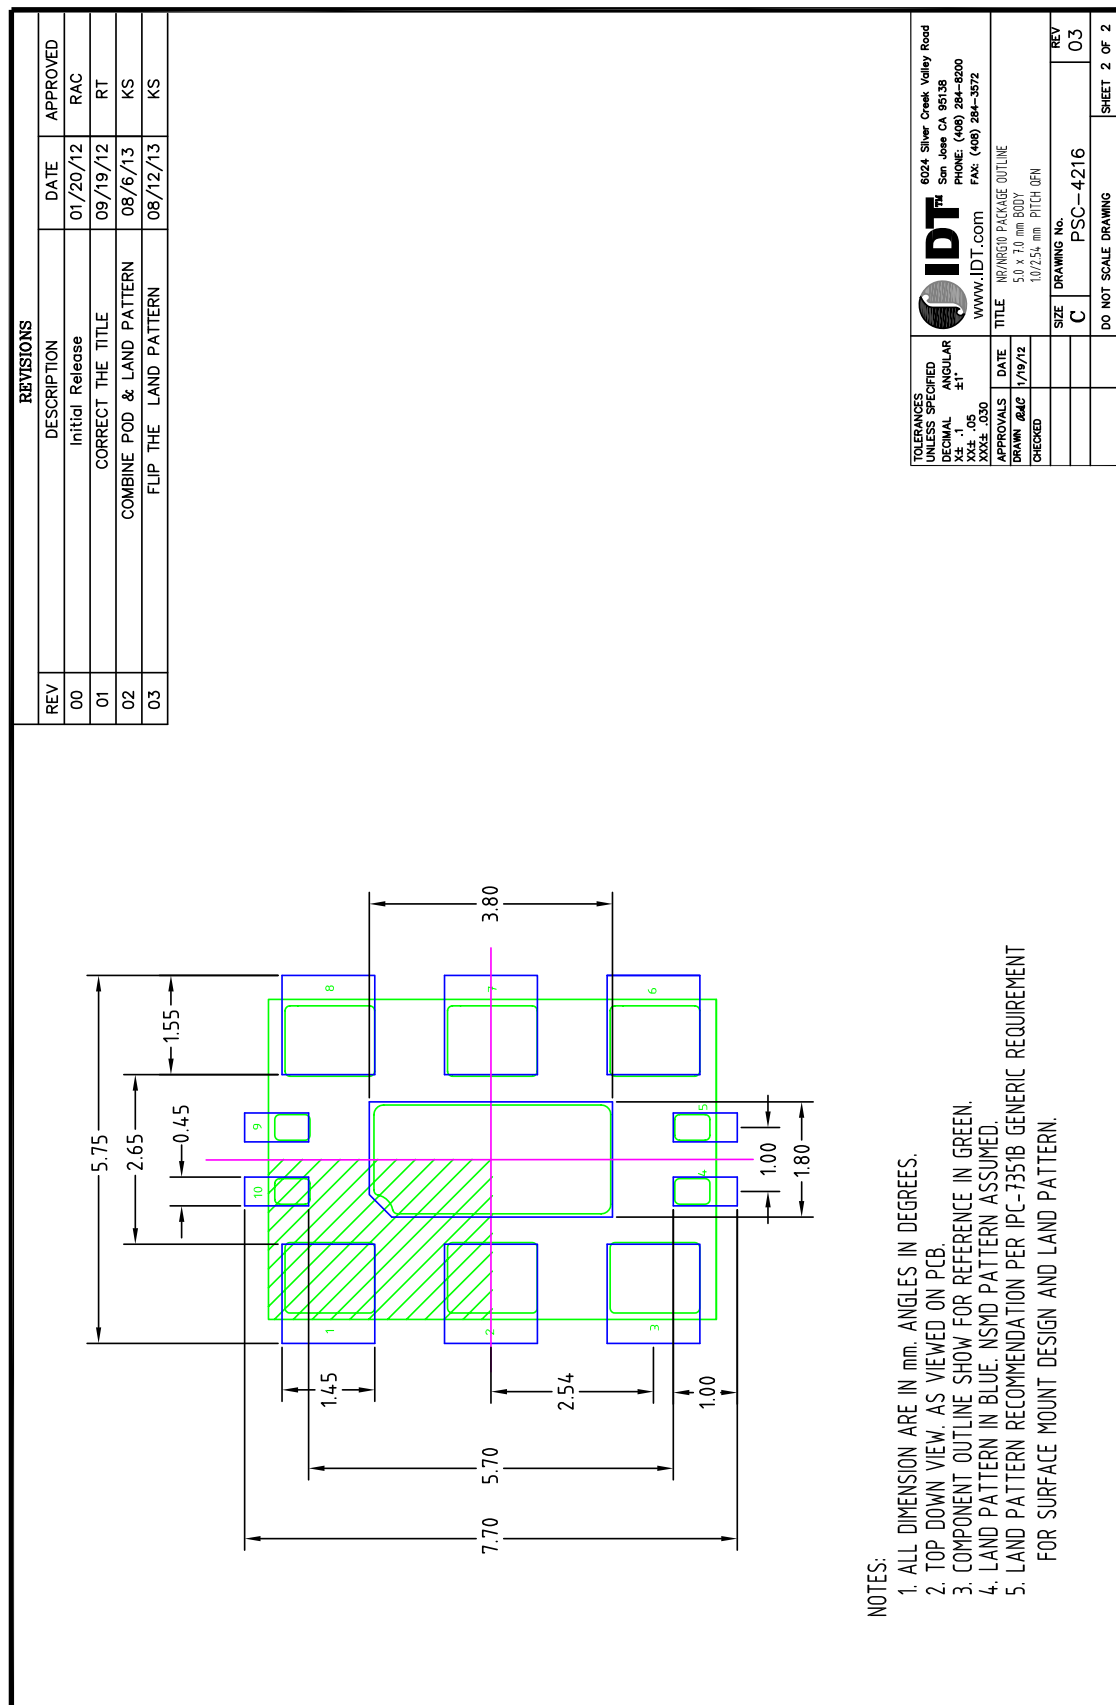 REVISIONS
REV DESCRIPTION DATE APPROVED
00 Initial Release 01/20/12 RAC
01 CORRECT THE TITLE 09/19/12 RT
02 COMBINE POD & LAND PATTERN 08/6/13 KS
03 FLIP THE LAND PATTERN 08/12/13 KS
5.75
2.65
1.55
0.45
3.80
10 9
1 8
2 7
3 6
4 5
1.45
2.54
1.00
1.00
1.80
5.70
7.70
NOTES:
1. ALL DIMENSION ARE IN mm. ANGLES IN DEGREES.
2. TOP DOWN VIEW. AS VIEWED ON PCB.
3. COMPONENT OUTLINE SHOW FOR REFERENCE IN GREEN.
4. LAND PATTERN IN BLUE. NSMD PATTERN ASSUMED.
5. LAND PATTERN RECOMMENDATION PER IPC-7351B GENERIC REQUIREMENT
FOR SURFACE MOUNT DESIGN AND LAND PATTERN.
TOLERANCES
UNLESS SPECIFIED
DECIMAL ANGULAR
X± .1 ±1°
XX± .05
XXX± .030
APPROVALS DATE
DRAWN RAC 1/19/12
CHECKED
IDT™
www.IDT.com
6024 Silver Creek Valley Road
San Jose CA 95138
PHONE: (408) 284-8200
FAX: (408) 284-3572
TITLE NR/NRG10 PACKAGE OUTLINE
5.0 x 7.0 mm BODY
1.0/2.54 mm PITCH QFN
SIZE DRAWING No. REV
C PSC-4216 03
DO NOT SCALE DRAWING SHEET 2 OF 2